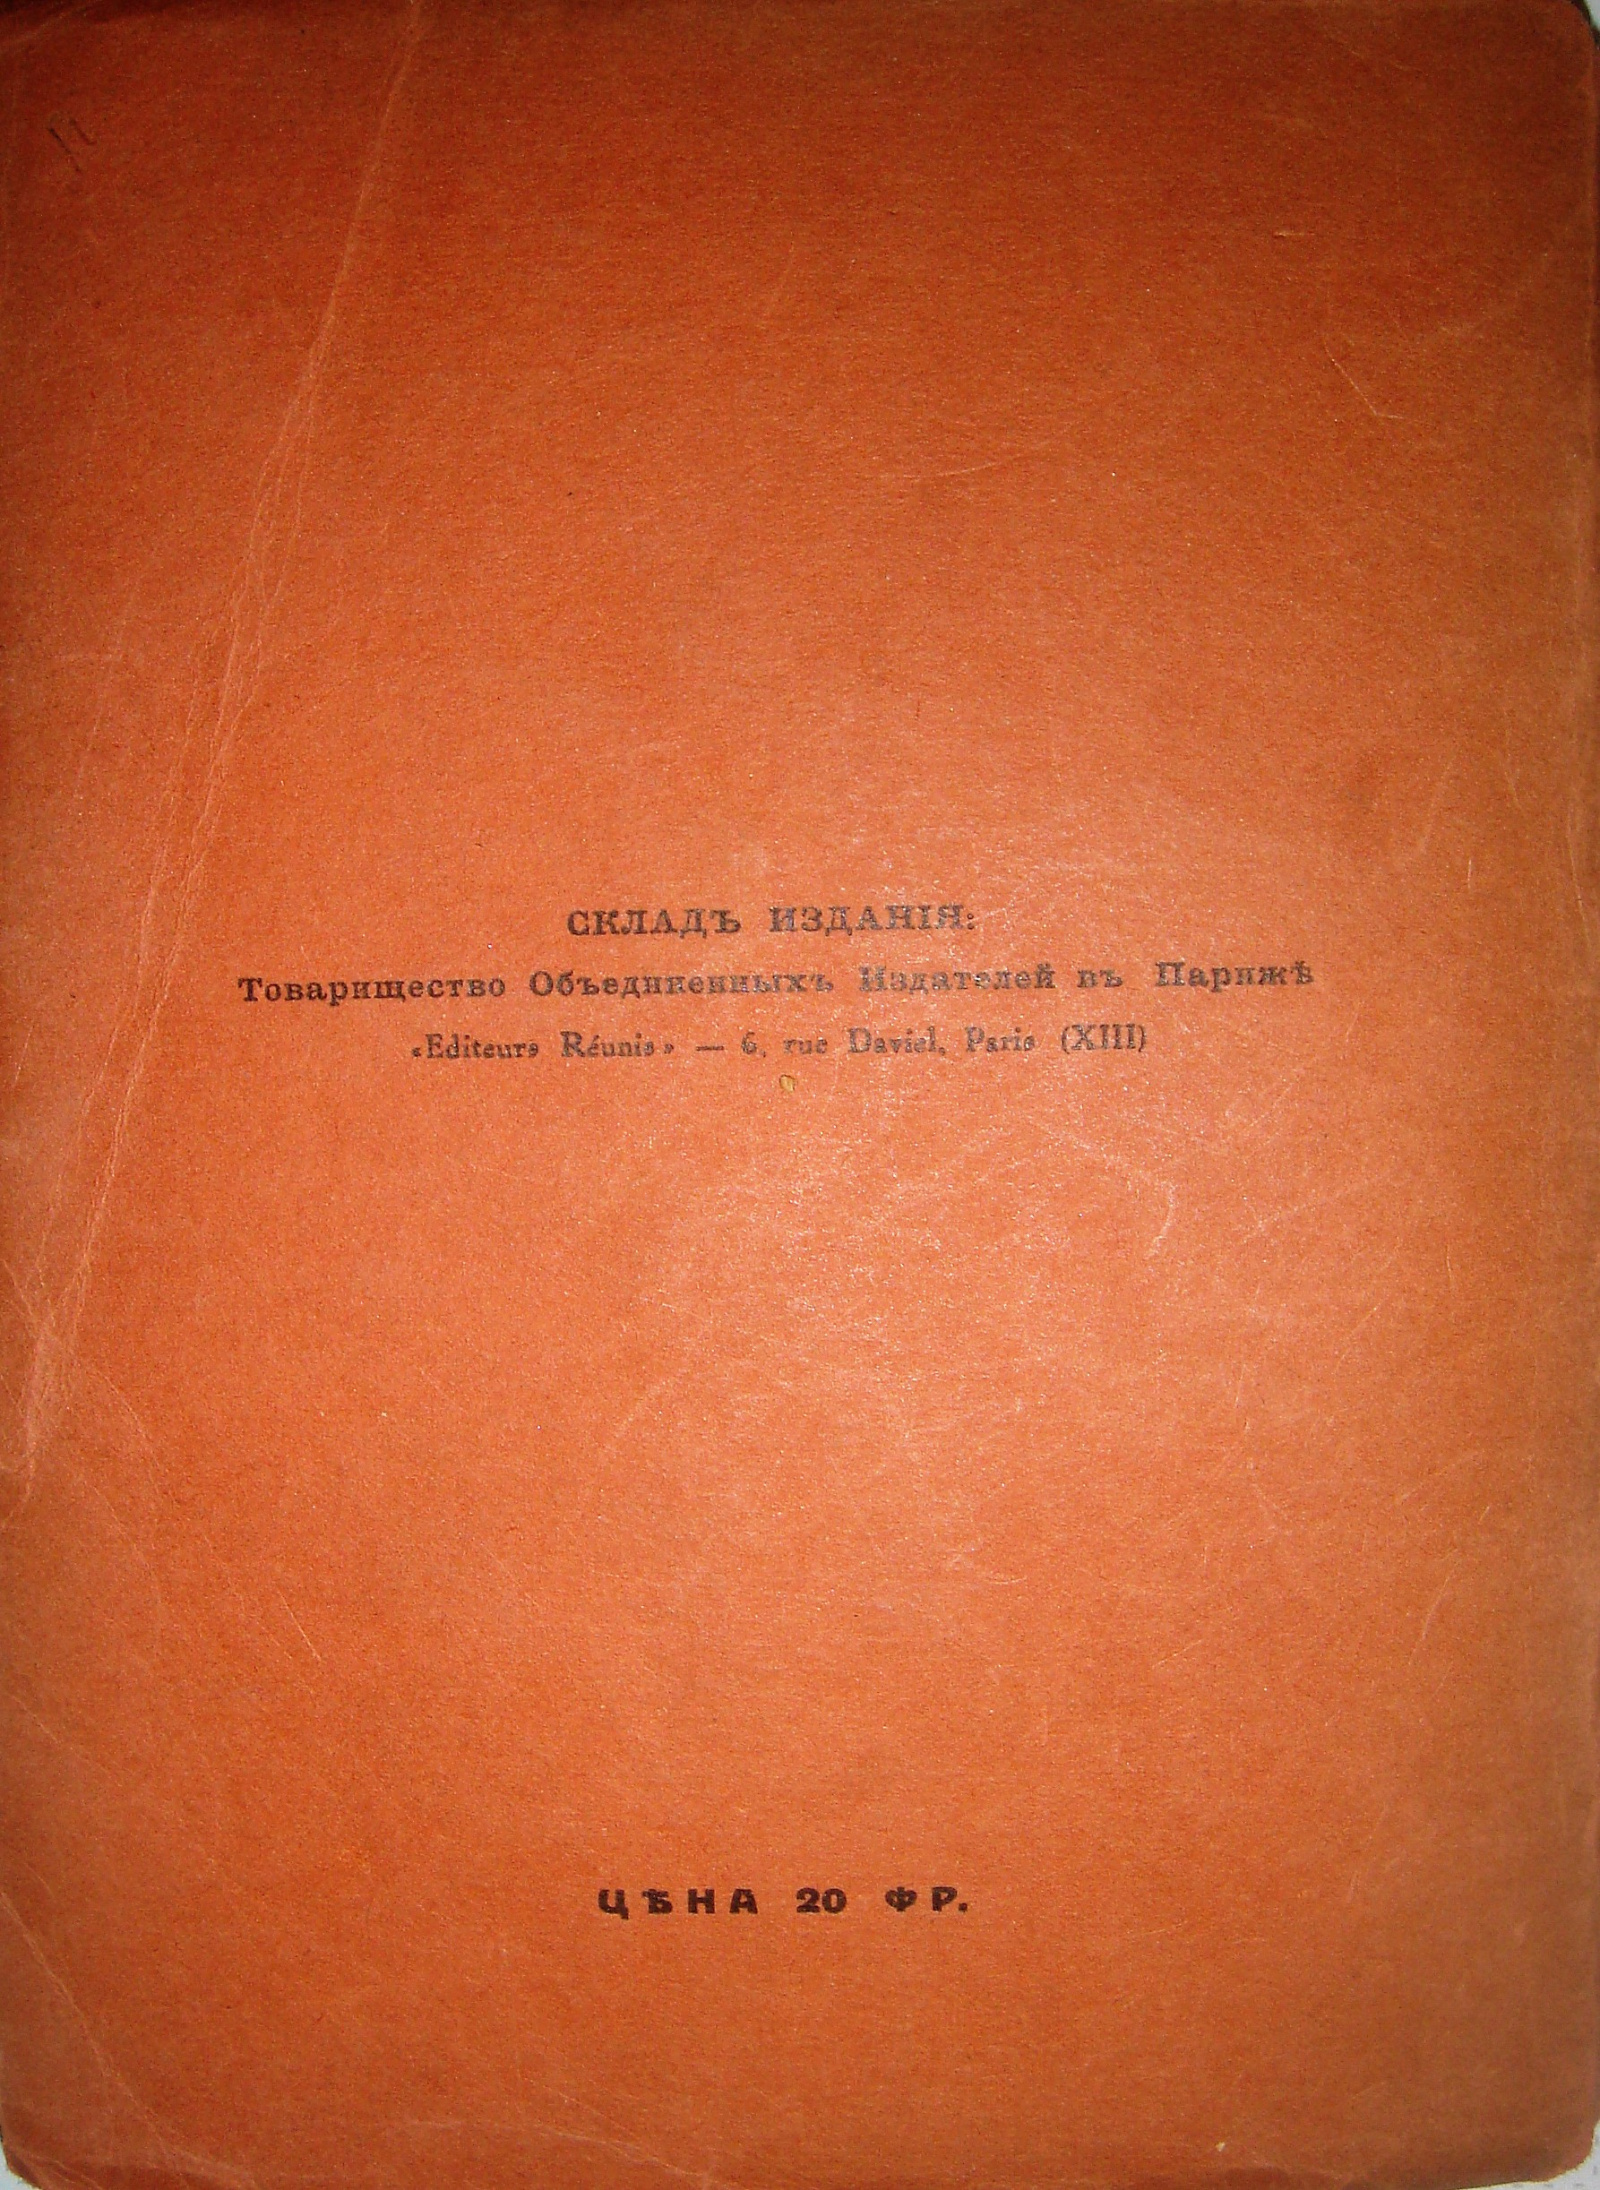 СКЛАДЪ ИЗДАНІЯ:
Товарищество Объединенныхъ Издателей въ Парижѣ
«Editeurs Réunis» — 6, rue Daviel, Paris (XIII)
ЦѢНА 20 ФР.